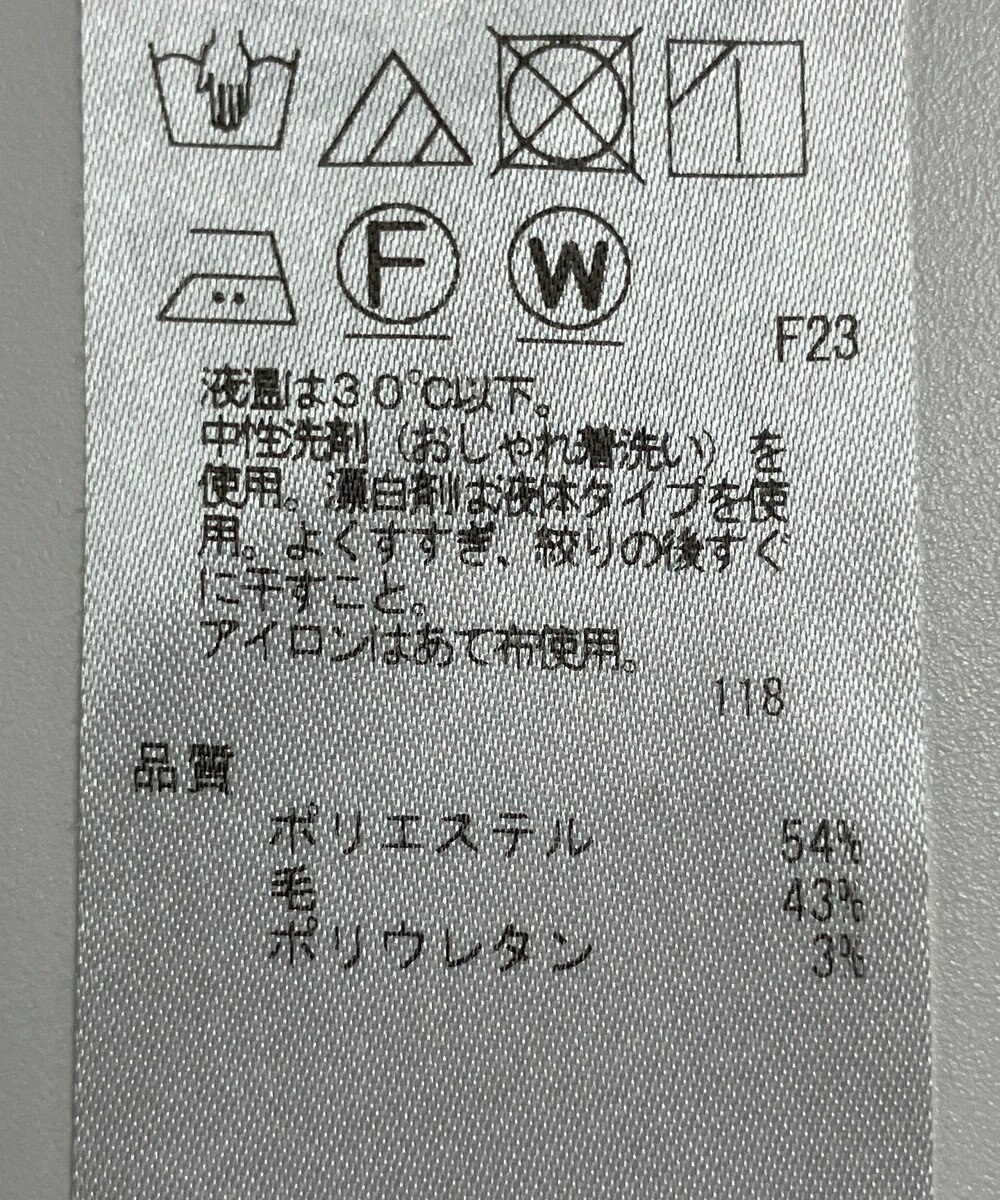 F
W
F23
液温は30℃以下。
中性洗剤(おしゃれ着洗い)を
使用。漂白剤は液体タイプを使
用。よくすすぎ、絞りの後すぐ
に干すこと。
アイロンはあて布使用。
118
品質
ポリエステル 54%
毛 43%
ポリウレタン 3%